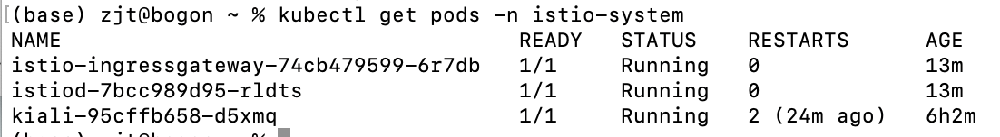 (base) zjt@bogon ~ % kubectl get pods -n istio-system
NAME READY STATUS RESTARTS AGE
istio-ingressgateway-74cb479599-6r7db 1/1 Running 0 13m
istiod-7bcc989d95-rldts 1/1 Running 0 13m
kiali-95cffb658-d5xmq 1/1 Running 2 (24m ago) 6h2m
(base) zjt@bogon ~ %